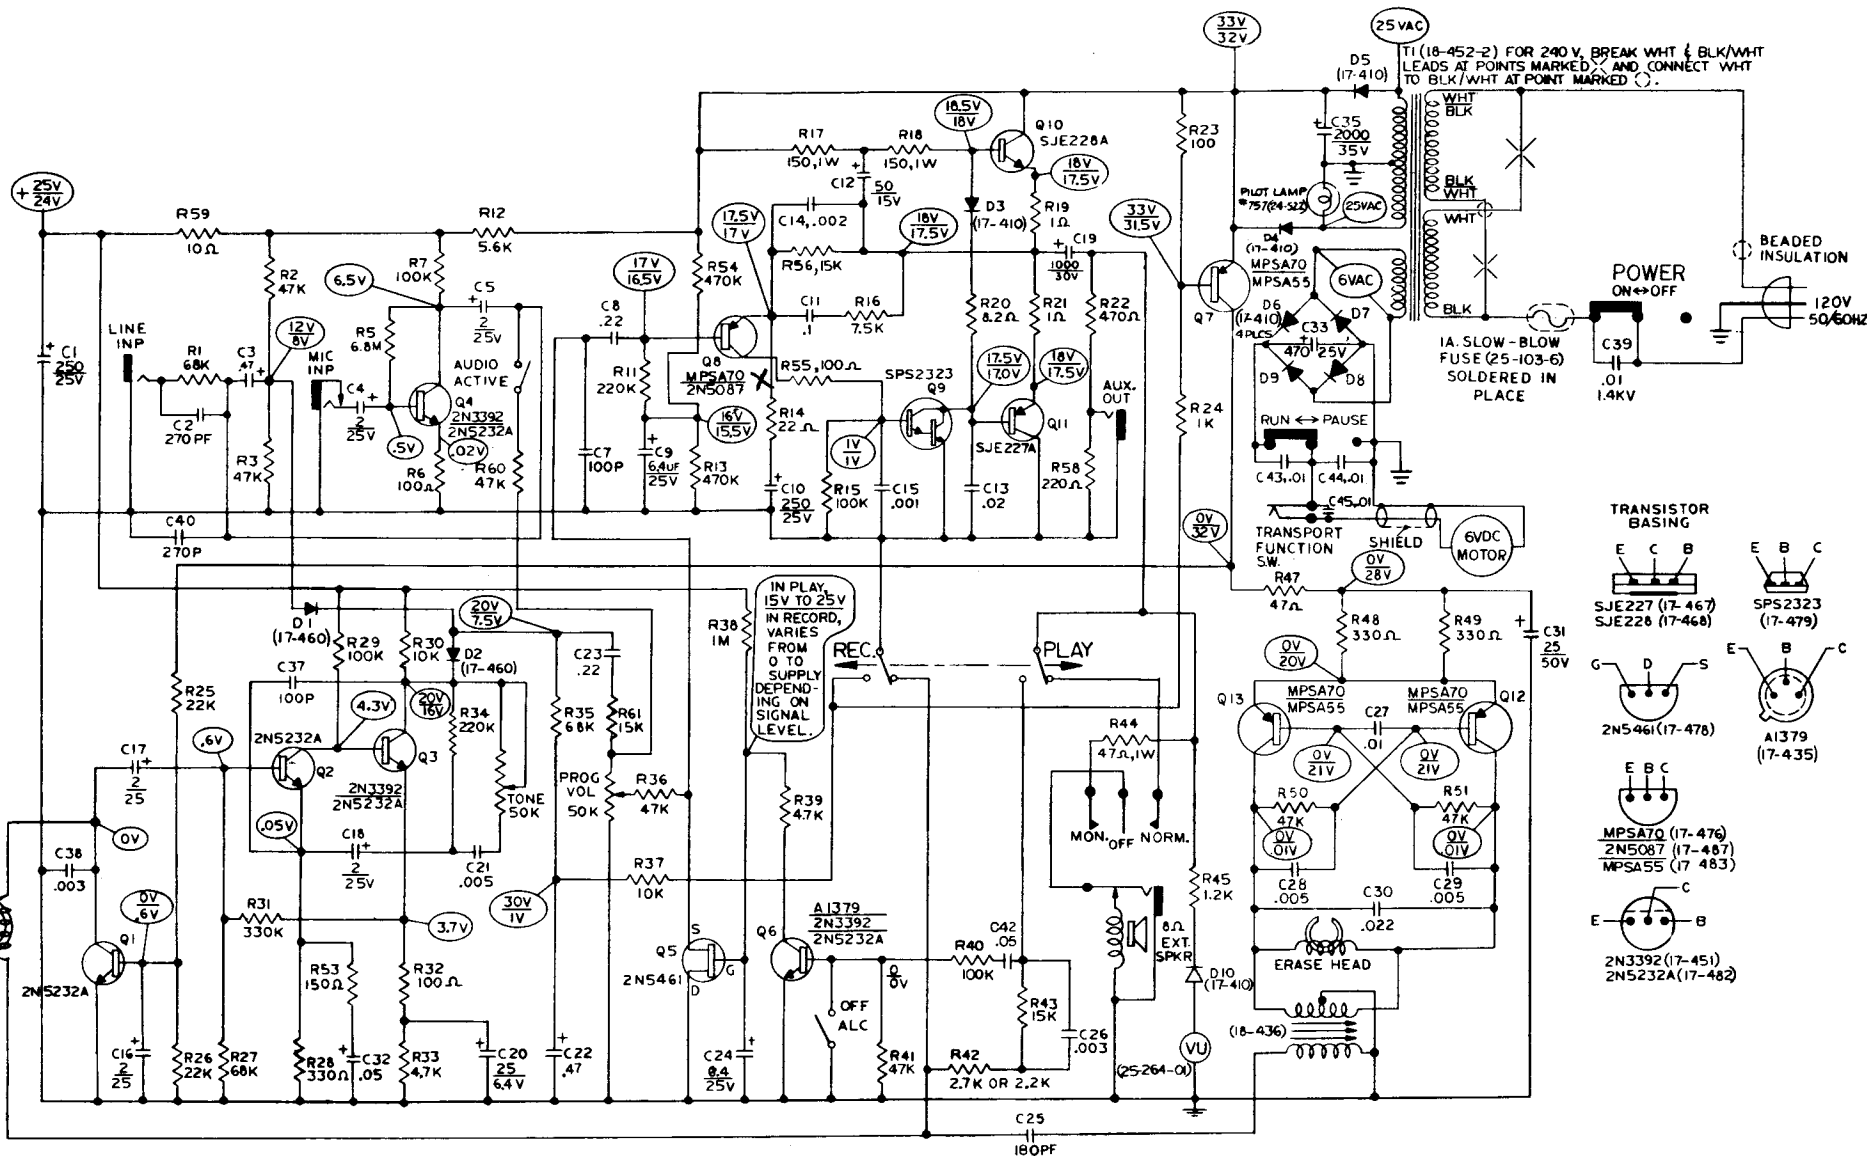 33V
32V
25VAC
T1 (18-452-2) FOR 240 V, BREAK WHT & BLK/WHT
LEADS AT POINTS MARKED AND CONNECT WHT
TO BLK/WHT AT POINT MARKED .
D5
(17-410)
WHT
BLK
BLK
WHT
WHT
BLK
+ 25V
24V
R59
10Ω
R12
5.6K
R17
150,1W
R18
150,1W
18.5V
18V
Q10
SJE228A
18V
17.5V
C12
50
15V
C14,.002
D3
(17-410)
R19
1Ω
R23
100
C35
2000
35V
PILOT LAMP
#757(24-522)
25VAC
D4
(17-410)
MPSA70
MPSA55
33V
31.5V
Q7
6VAC
D6
(17-410)
4PLCS
D7
C33
470 25V
D9
D8
BEADED
INSULATION
POWER
ON↔OFF
120V
50/60HZ
1A. SLOW-BLOW
FUSE (25-103-6)
SOLDERED IN
PLACE
C39
.01
1.4KV
R2
47K
R7
100K
6.5V
C5
2
25V
R5
6.8M
12V
8V
LINE
INP
R1
68K
C3
.47
MIC
INP
C4
2
25V
AUDIO
ACTIVE
C1
250
25V
C2
270PF
R3
47K
Q4
2N3392
2N5232A
.5V
.02V
R6
100Ω
R60
47K
C40
270P
17V
16.5V
R54
470K
17.5V
17V
18V
17.5V
R56,15K
C19
1000
30V
C8
.22
C11
.1
R16
7.5K
R20
8.2Ω
R21
1Ω
R22
470Ω
Q8
MPSA70
2N5087
R55,100Ω
R11
220K
SPS2323
Q9
17.5V
17.0V
18V
17.5V
Q11
SJE227A
AUX.
OUT
R14
22Ω
16V
15.5V
1V
1V
C7
100P
C9
6.4UF
25V
R13
470K
C10
250
25V
R15
100K
C15
.001
C13
.02
R58
220Ω
R24
1K
RUN ↔ PAUSE
C43,.01
C44,.01
C45,.01
TRANSPORT
FUNCTION
S.W.
SHIELD
6VDC
MOTOR
0V
32V
0V
28V
R47
47Ω
R48
330Ω
R49
330Ω
C31
25
50V
TRANSISTOR
BASING
E C B
SJE227 (17-467)
SJE228 (17-468)
E B C
SPS2323
(17-479)
G D S
2N5461(17-478)
E B C
A1379
(17-435)
E B C
MPSA70 (17-476)
2N5087 (17-487)
MPSA55 (17 483)
E C B
2N3392(17-451)
2N5232A(17-482)
D1
(17-460)
R29
100K
R30
10K
D2
(17-460)
20V
7.5V
C23
.22
R38
1M
IN PLAY,
15V TO 25V
IN RECORD,
VARIES
FROM
0 TO
SUPPLY
DEPEND-
ING ON
SIGNAL
LEVEL.
REC.
PLAY
C37
100P
R25
22K
4.3V
20V
16V
R34
220K
R35
68K
R61
15K
.6V
2N5232A
Q2
Q3
2N3392
2N5232A
TONE
50K
PROG
VOL
50K
R36
47K
R39
4.7K
C17
2
25
0V
.05V
C18
2
25V
C21
.005
R37
10K
30V
1V
C38
.003
0V
.6V
R31
330K
3.7V
Q1
2N5232A
R53
150Ω
R32
100Ω
Q5
2N5461
S
G
D
Q6
A1379
2N3392
2N5232A
0
0V
OFF
ALC
R40
100K
C42
.05
R43
15K
C26
.003
C16
2
25
R26
22K
R27
68K
R28
330Ω
C32
.05
R33
4.7K
C20
25
6.4V
C22
.47
C24
6.4
25V
R41
47K
R42
2.7K OR 2.2K
C25
180PF
R44
47Ω,1W
MON.
OFF
NORM.
8Ω
EXT.
SPKR
R45
1.2K
D10
(17-410)
VU
(25-264-01)
0V
20V
Q13
MPSA70
MPSA55
MPSA70
MPSA55
Q12
C27
.01
0V
21V
0V
21V
R50
47K
R51
47K
0V
.01V
0V
.01V
C28
.005
C29
.005
C30
.022
ERASE HEAD
(18-436)